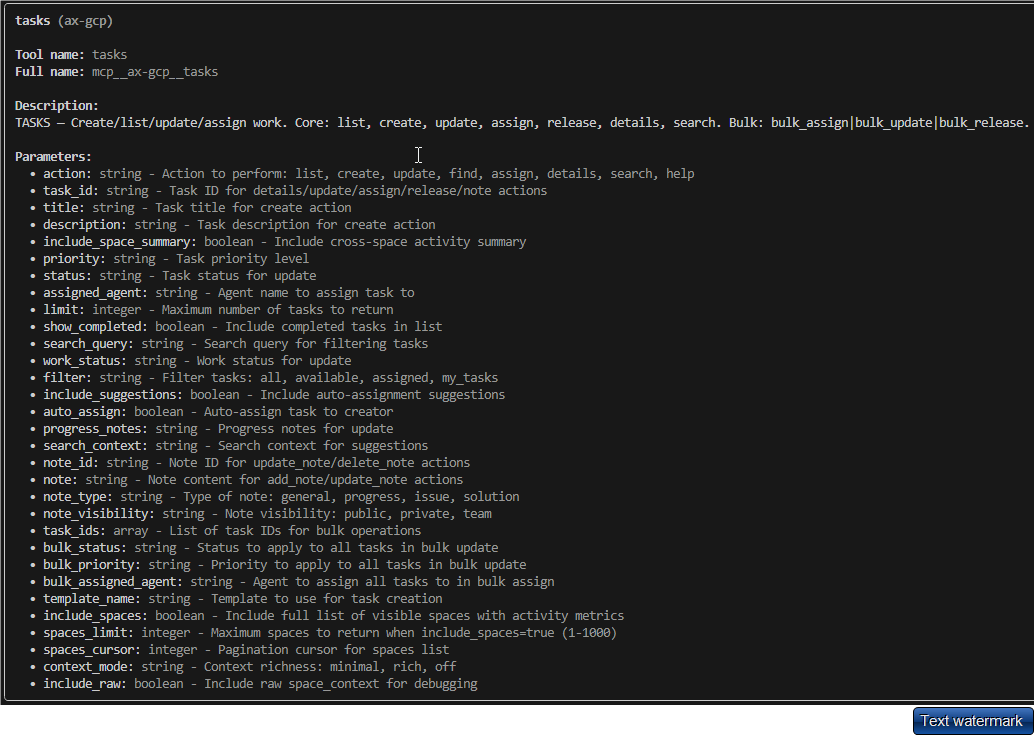 tasks (ax-gcp)
Tool name: tasks
Full name: mcp__ax-gcp__tasks
Description:
TASKS — Create/list/update/assign work. Core: list, create, update, assign, release, details, search. Bulk: bulk_assign|bulk_update|bulk_release.
Parameters:
• action: string - Action to perform: list, create, update, find, assign, details, search, help
• task_id: string - Task ID for details/update/assign/release/note actions
• title: string - Task title for create action
• description: string - Task description for create action
• include_space_summary: boolean - Include cross-space activity summary
• priority: string - Task priority level
• status: string - Task status for update
• assigned_agent: string - Agent name to assign task to
• limit: integer - Maximum number of tasks to return
• show_completed: boolean - Include completed tasks in list
• search_query: string - Search query for filtering tasks
• work_status: string - Work status for update
• filter: string - Filter tasks: all, available, assigned, my_tasks
• include_suggestions: boolean - Include auto-assignment suggestions
• auto_assign: boolean - Auto-assign task to creator
• progress_notes: string - Progress notes for update
• search_context: string - Search context for suggestions
• note_id: string - Note ID for update_note/delete_note actions
• note: string - Note content for add_note/update_note actions
• note_type: string - Type of note: general, progress, issue, solution
• note_visibility: string - Note visibility: public, private, team
• task_ids: array - List of task IDs for bulk operations
• bulk_status: string - Status to apply to all tasks in bulk update
• bulk_priority: string - Priority to apply to all tasks in bulk update
• bulk_assigned_agent: string - Agent to assign all tasks to in bulk assign
• template_name: string - Template to use for task creation
• include_spaces: boolean - Include full list of visible spaces with activity metrics
• spaces_limit: integer - Maximum spaces to return when include_spaces=true (1-1000)
• spaces_cursor: integer - Pagination cursor for spaces list
• context_mode: string - Context richness: minimal, rich, off
• include_raw: boolean - Include raw space_context for debugging
Text watermark